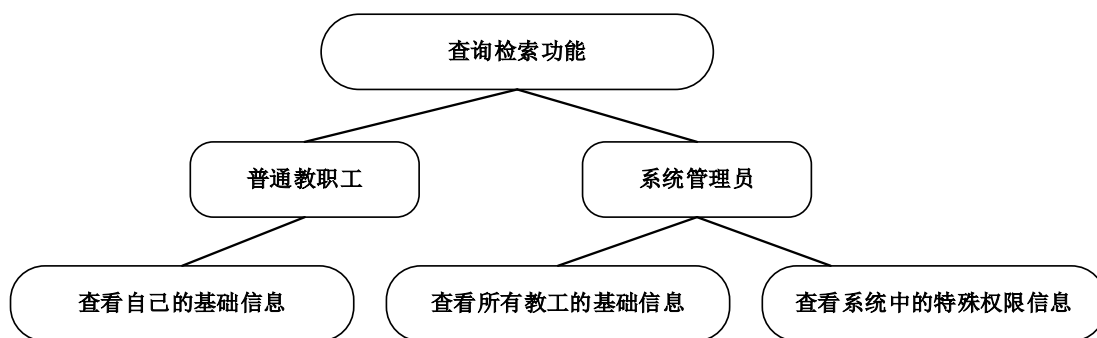 查询检索功能
普通教职工
系统管理员
查看自己的基础信息
查看所有教工的基础信息
查看系统中的特殊权限信息